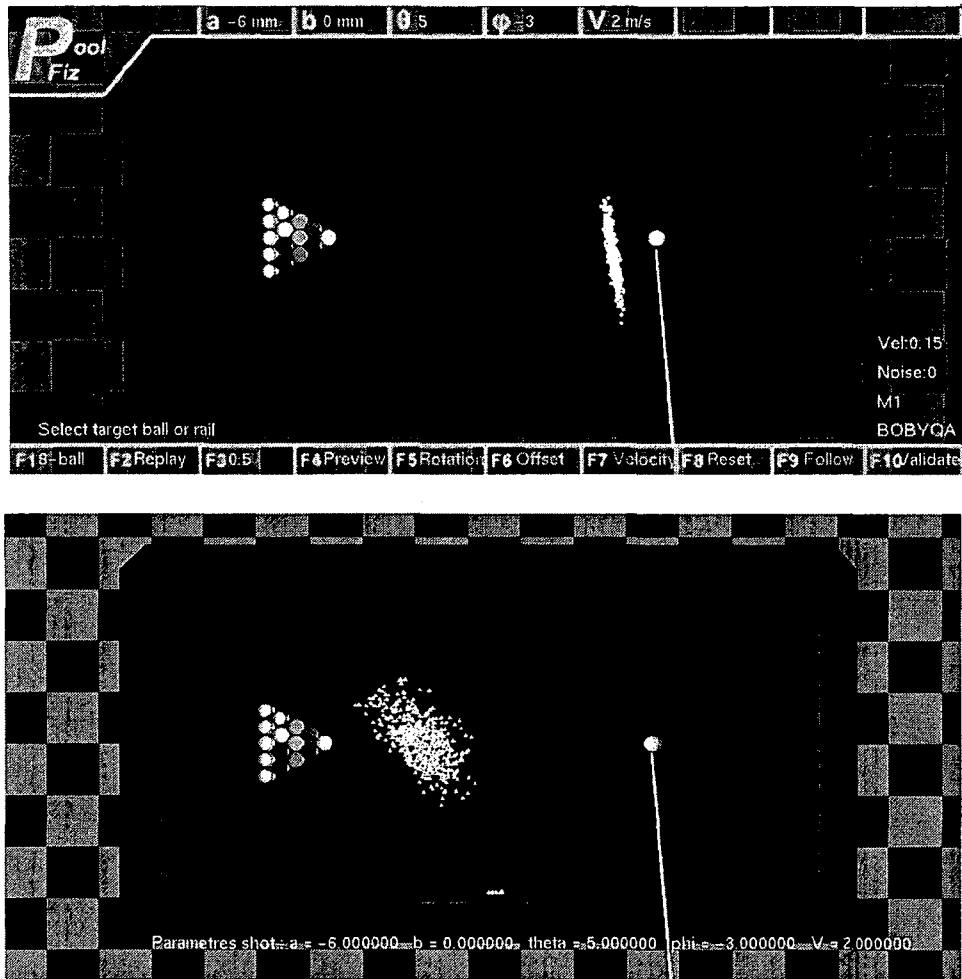 a -6 mm b 0 mm θ 5 φ -3 V 2 m/s
Pool
Fiz
Vel:0.15
Noise:0
M1
Select target ball or rail BOBYQA
F1 8-ball F2 Replay F3 0.5 F4 Preview F5 Rotation F6 Offset F7 Velocity F8 Reset F9 Follow F10 Validate
Parametres shot: a = -6.000000 b = 0.000000 theta = 5.000000 phi = -3.000000 V = 2.000000